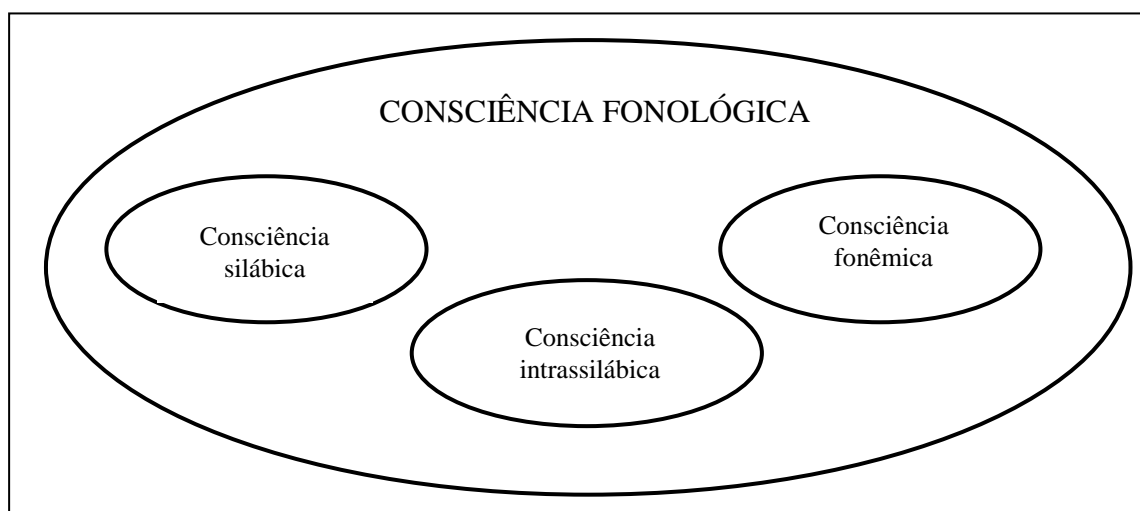 CONSCIÊNCIA FONOLÓGICA
Consciência
silábica
Consciência
fonêmica
Consciência
intrassilábica